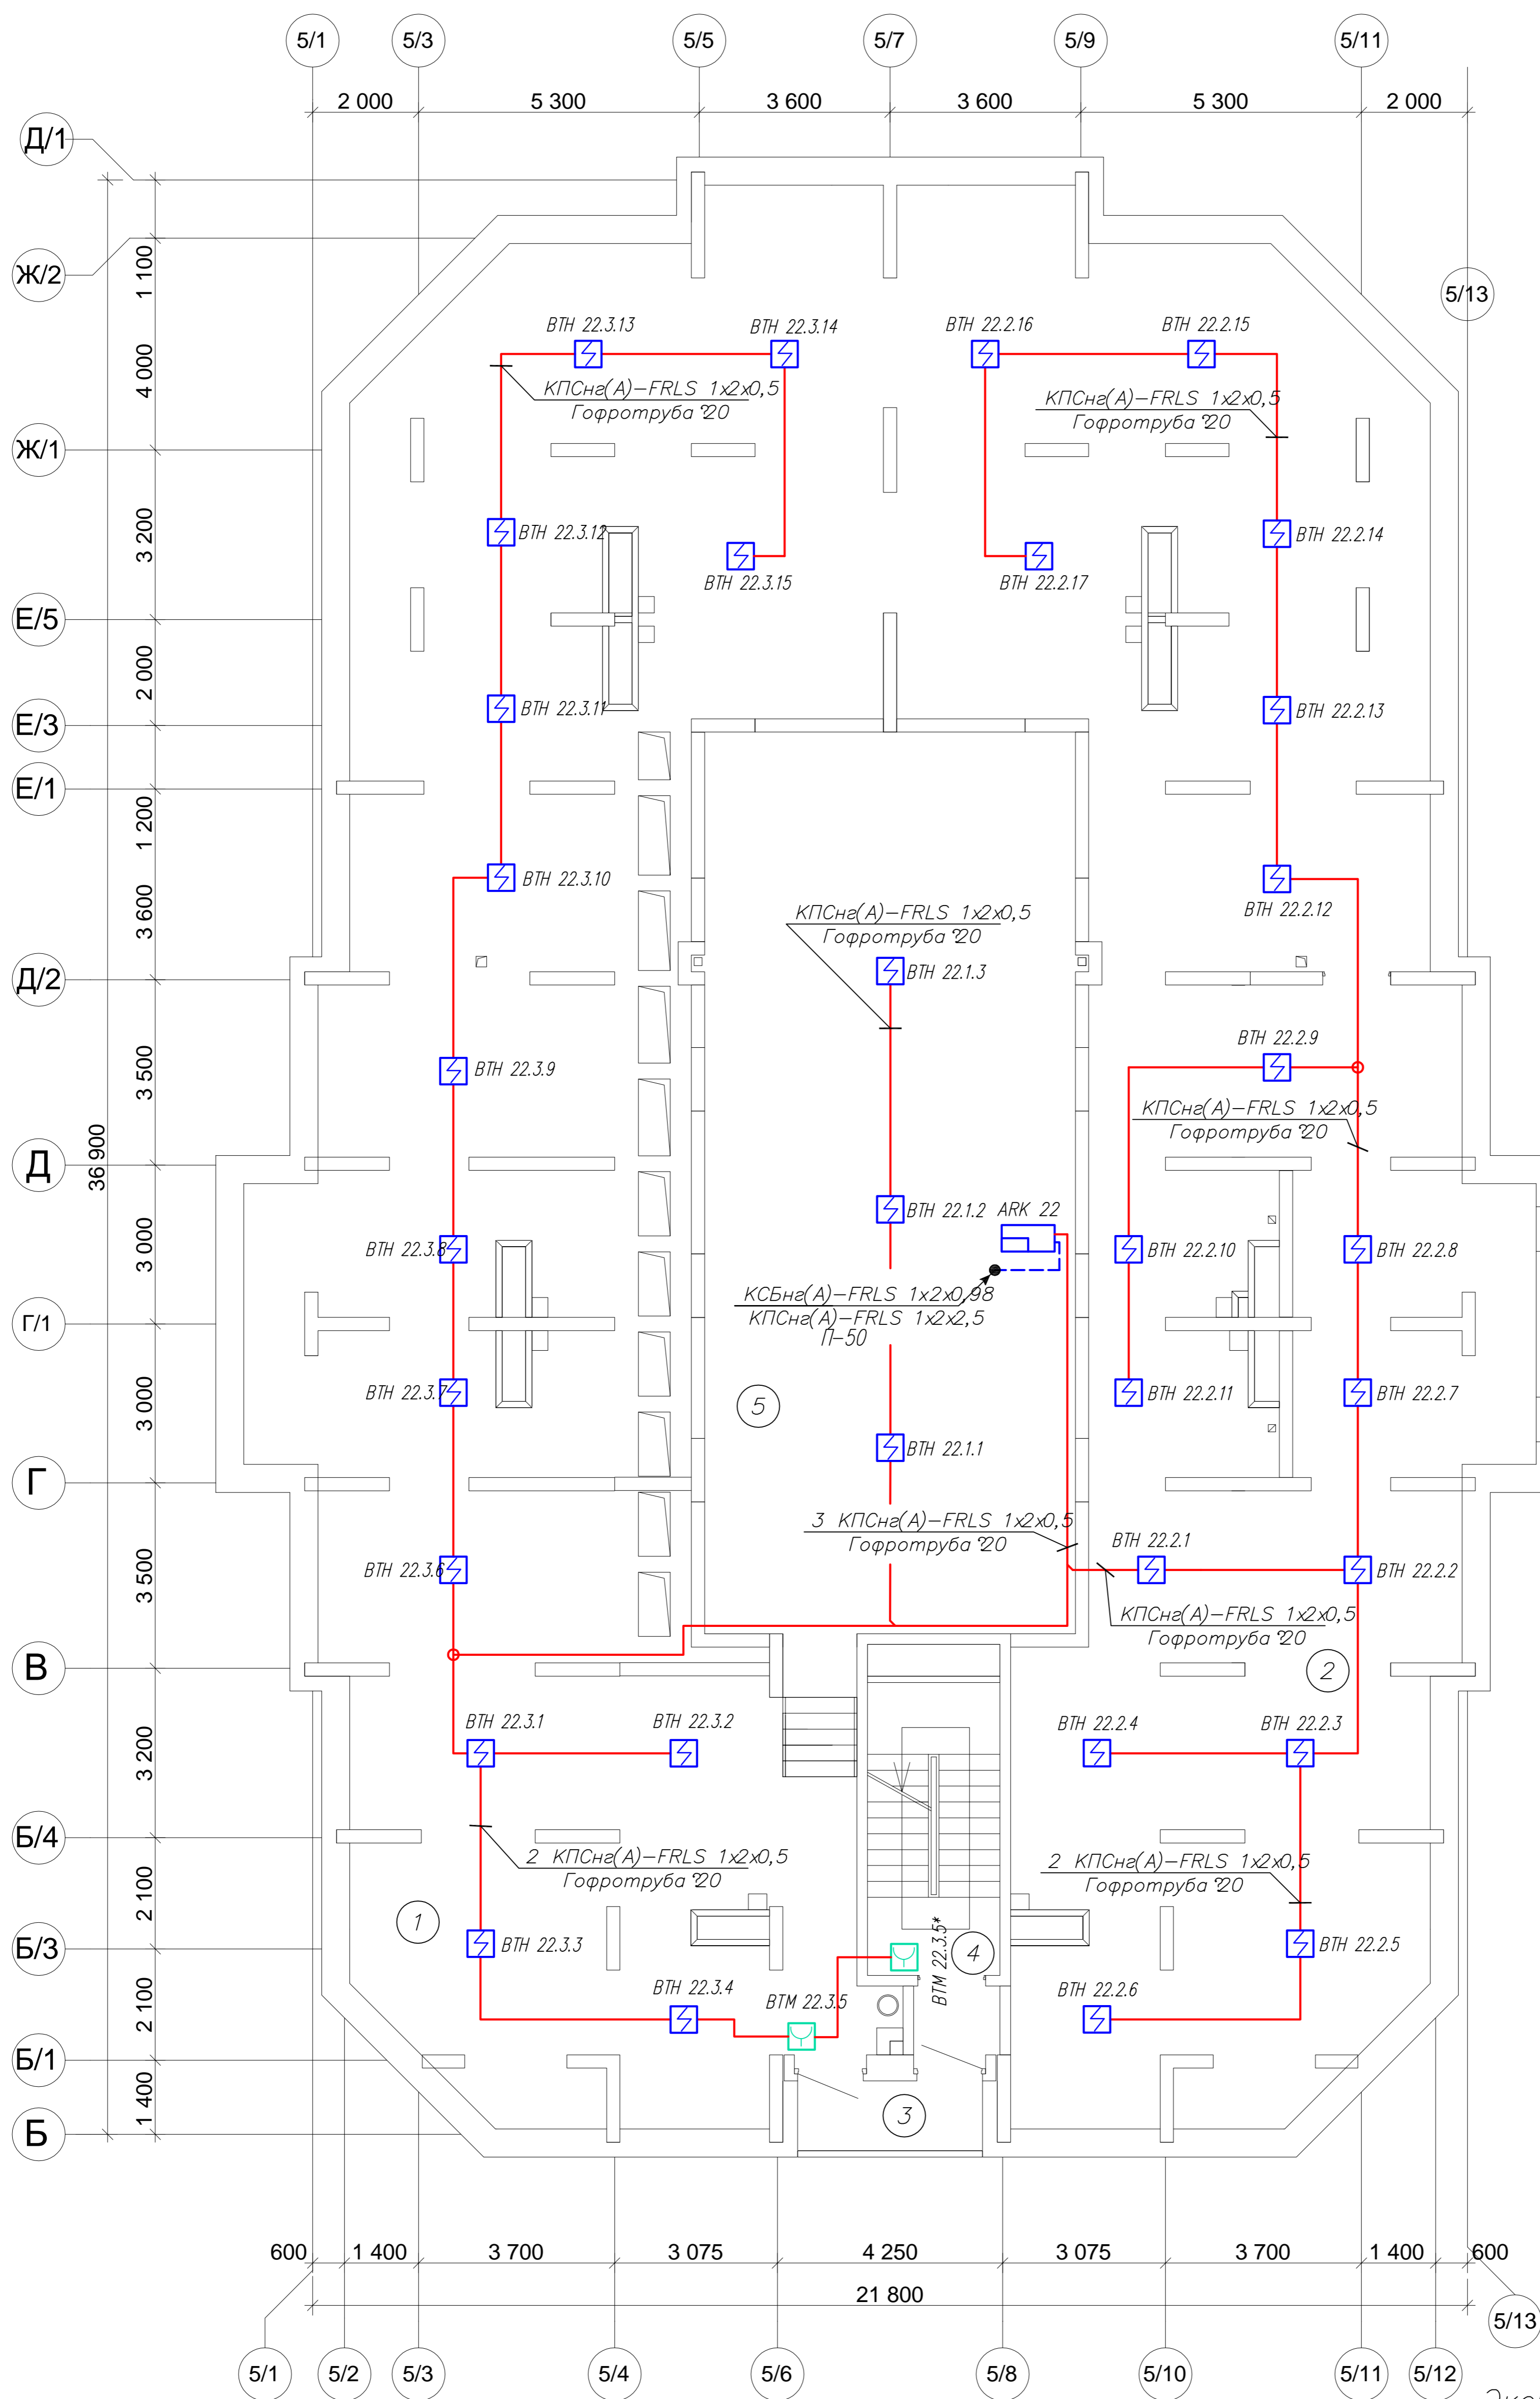 5/1 5/3 5/5 5/7 5/9 5/11
2 000 5 300 3 600 3 600 5 300 2 000
Д/1
Ж/2
5/13
1 100
4 000
Ж/1
3 200
Е/5
2 000
Е/3
Е/1
1 200
3 600
Д/2
3 500
36 900
Д
3 000
Г/1
3 000
Г
3 500
В
3 200
Б/4
2 100
Б/3
2 100
Б/1
1 400
Б
ВТН 22.3.13
ВТН 22.3.14
ВТН 22.2.16
ВТН 22.2.15
КПСнг(А)-FRLS 1x2x0,5
Гофротруба ?20
КПСнг(А)-FRLS 1x2x0,5
Гофротруба ?20
ВТН 22.3.12
ВТН 22.2.14
ВТН 22.3.15
ВТН 22.2.17
ВТН 22.3.11
ВТН 22.2.13
ВТН 22.3.10
ВТН 22.2.12
КПСнг(А)-FRLS 1x2x0,5
Гофротруба ?20
ВТН 22.1.3
ВТН 22.3.9
ВТН 22.2.9
КПСнг(А)-FRLS 1x2x0,5
Гофротруба ?20
ВТН 22.1.2
ARK 22
ВТН 22.3.8
ВТН 22.2.10
ВТН 22.2.8
КСБнг(А)-FRLS 1x2x0,98
КПСнг(А)-FRLS 1x2x2,5
П-50
ВТН 22.3.7
ВТН 22.2.11
ВТН 22.2.7
5
ВТН 22.1.1
3 КПСнг(А)-FRLS 1x2x0,5
Гофротруба ?20
ВТН 22.2.1
ВТН 22.3.6
ВТН 22.2.2
КПСнг(А)-FRLS 1x2x0,5
Гофротруба ?20
2
ВТН 22.3.1
ВТН 22.3.2
ВТН 22.2.4
ВТН 22.2.3
2 КПСнг(А)-FRLS 1x2x0,5
Гофротруба ?20
2 КПСнг(А)-FRLS 1x2x0,5
Гофротруба ?20
1
ВТН 22.3.3
ВТМ 22.3.5*
4
ВТН 22.2.5
ВТН 22.3.4
ВТМ 22.3.5
ВТН 22.2.6
3
600 1 400 3 700 3 075 4 250 3 075 3 700 1 400 600
21 800
5/13
5/1 5/2 5/3 5/4 5/6 5/8 5/10 5/11 5/12